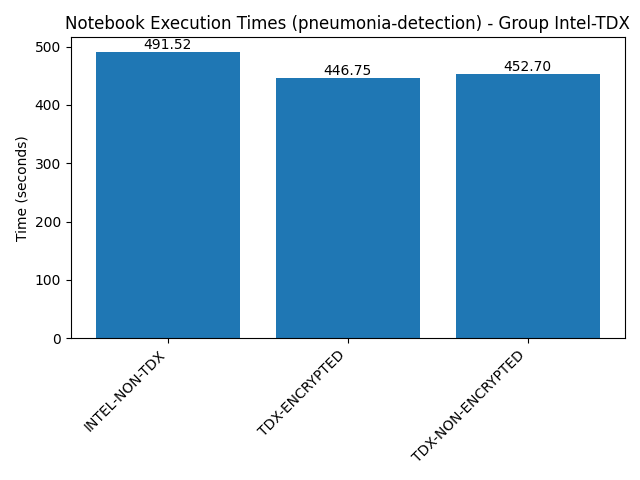 Notebook Execution Times (pneumonia-detection) - Group Intel-TDX
491.52
446.75
452.70
Time (seconds)
500
400
300
200
100
0
INTEL-NON-TDX
TDX-ENCRYPTED
TDX-NON-ENCRYPTED